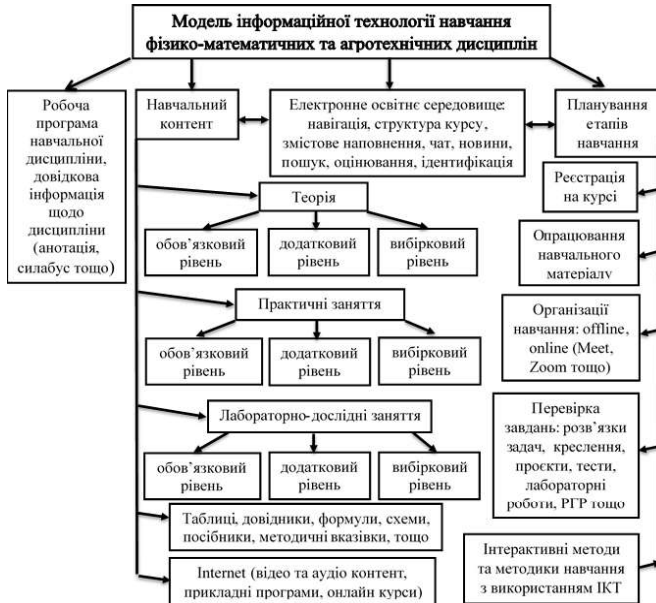 Модель інформаційної технології навчання
фізико-математичних та агротехнічних дисциплін
Робоча
програма
навчальної
дисципліни,
довідкова
інформація
щодо
дисципліни
(анотація,
силабус тощо)
Навчальний
контент
Електронне освітнє середовище:
навігація, структура курсу,
змістове наповнення, чат, новини,
пошук, оцінювання, ідентифікація
Планування
етапів
навчання
Теорія
обов’язковий
рівень
додатковий
рівень
вибірковий
рівень
Практичні заняття
обов’язковий
рівень
додатковий
рівень
вибірковий
рівень
Лабораторно-дослідні заняття
обов’язковий
рівень
додатковий
рівень
вибірковий
рівень
Таблиці, довідники, формули, схеми,
посібники, методичні вказівки, тощо
Internet (відео та аудіо контент,
прикладні програми, онлайн курси)
Реєстрація
на курсі
Опрацювання
навчального
матеріалу
Організації
навчання: offline,
online (Meet,
Zoom тощо)
Перевірка
завдань: розв’язки
задач, креслення,
проєкти, тести,
лабораторні
роботи, РГР тощо
Інтерактивні методи
та методики навчання
з використанням ІКТ